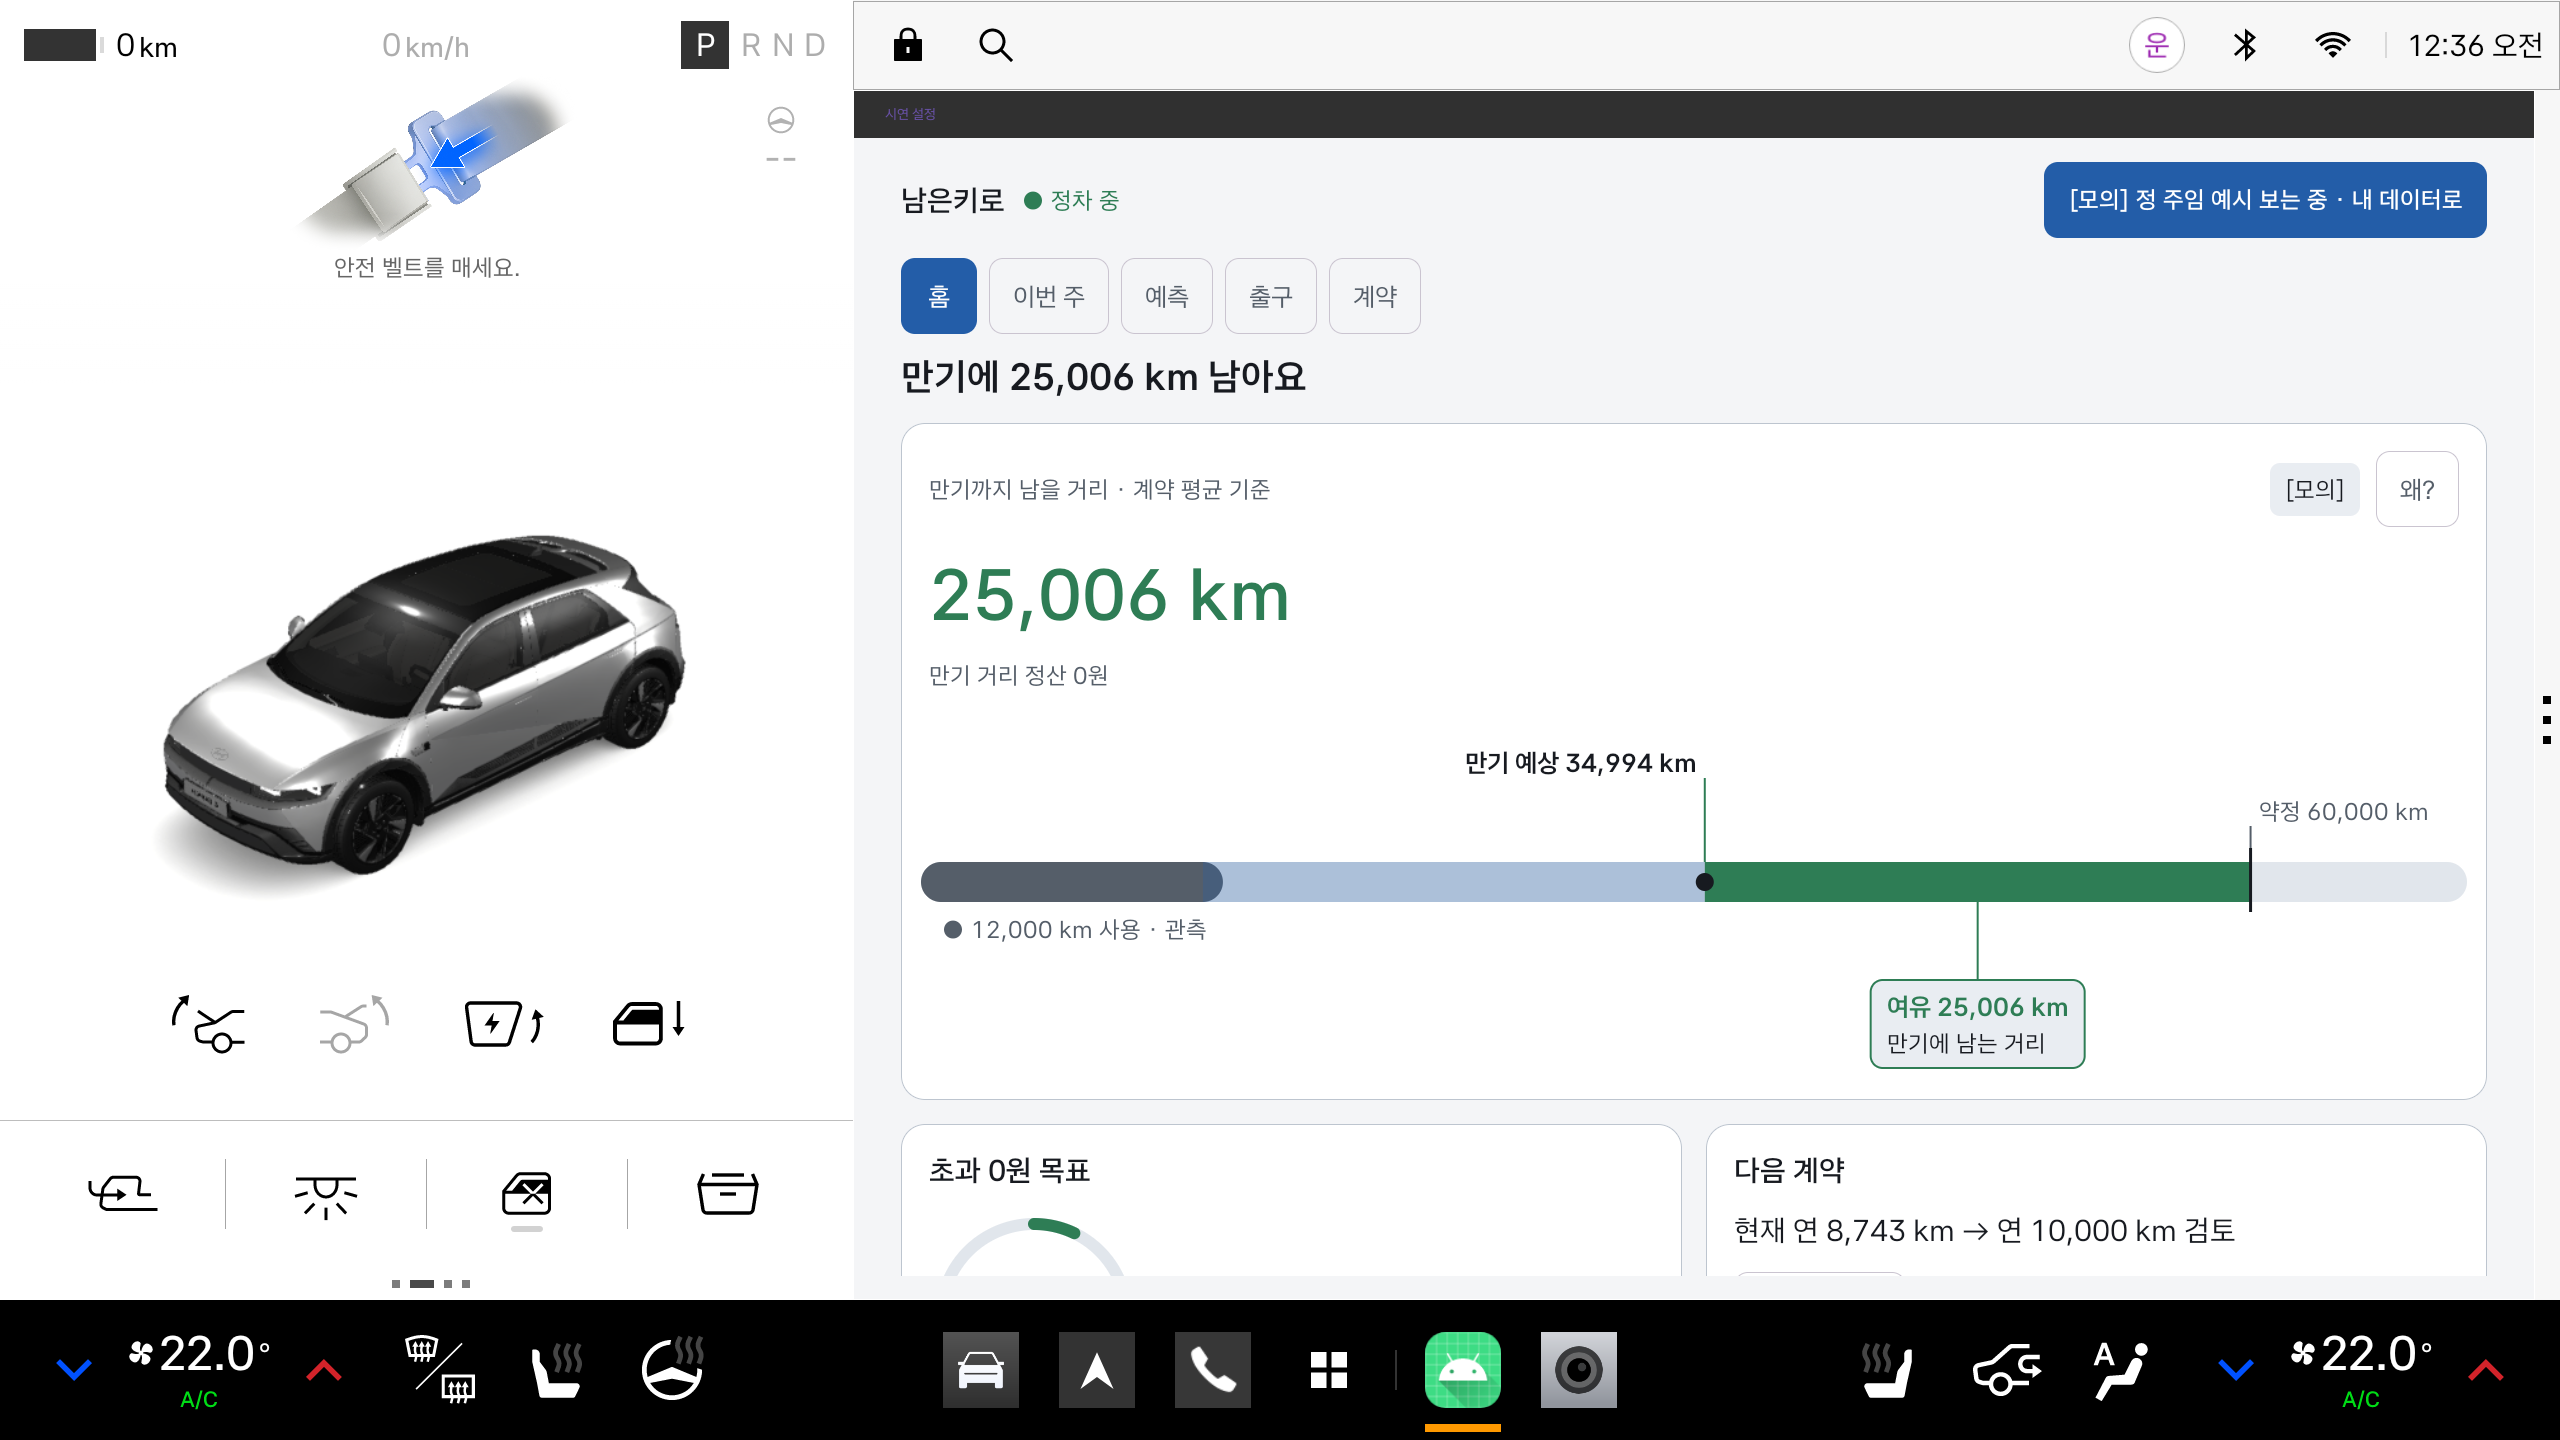 0 km
0 km/h
P R N D
안전 벨트를 매세요.
운
12:36 오전
시연 설정
남은키로
정차 중
[모의] 정 주임 예시 보는 중 · 내 데이터로
홈
이번 주
예측
출구
계약
만기에 25,006 km 남아요
만기까지 남을 거리 · 계약 평균 기준
[모의]
왜?
25,006 km
만기 거리 정산 0원
만기 예상 34,994 km
약정 60,000 km
12,000 km 사용 · 관측
여유 25,006 km
만기에 남는 거리
초과 0원 목표
다음 계약
현재 연 8,743 km → 연 10,000 km 검토
22.0°
A/C
A
22.0°
A/C